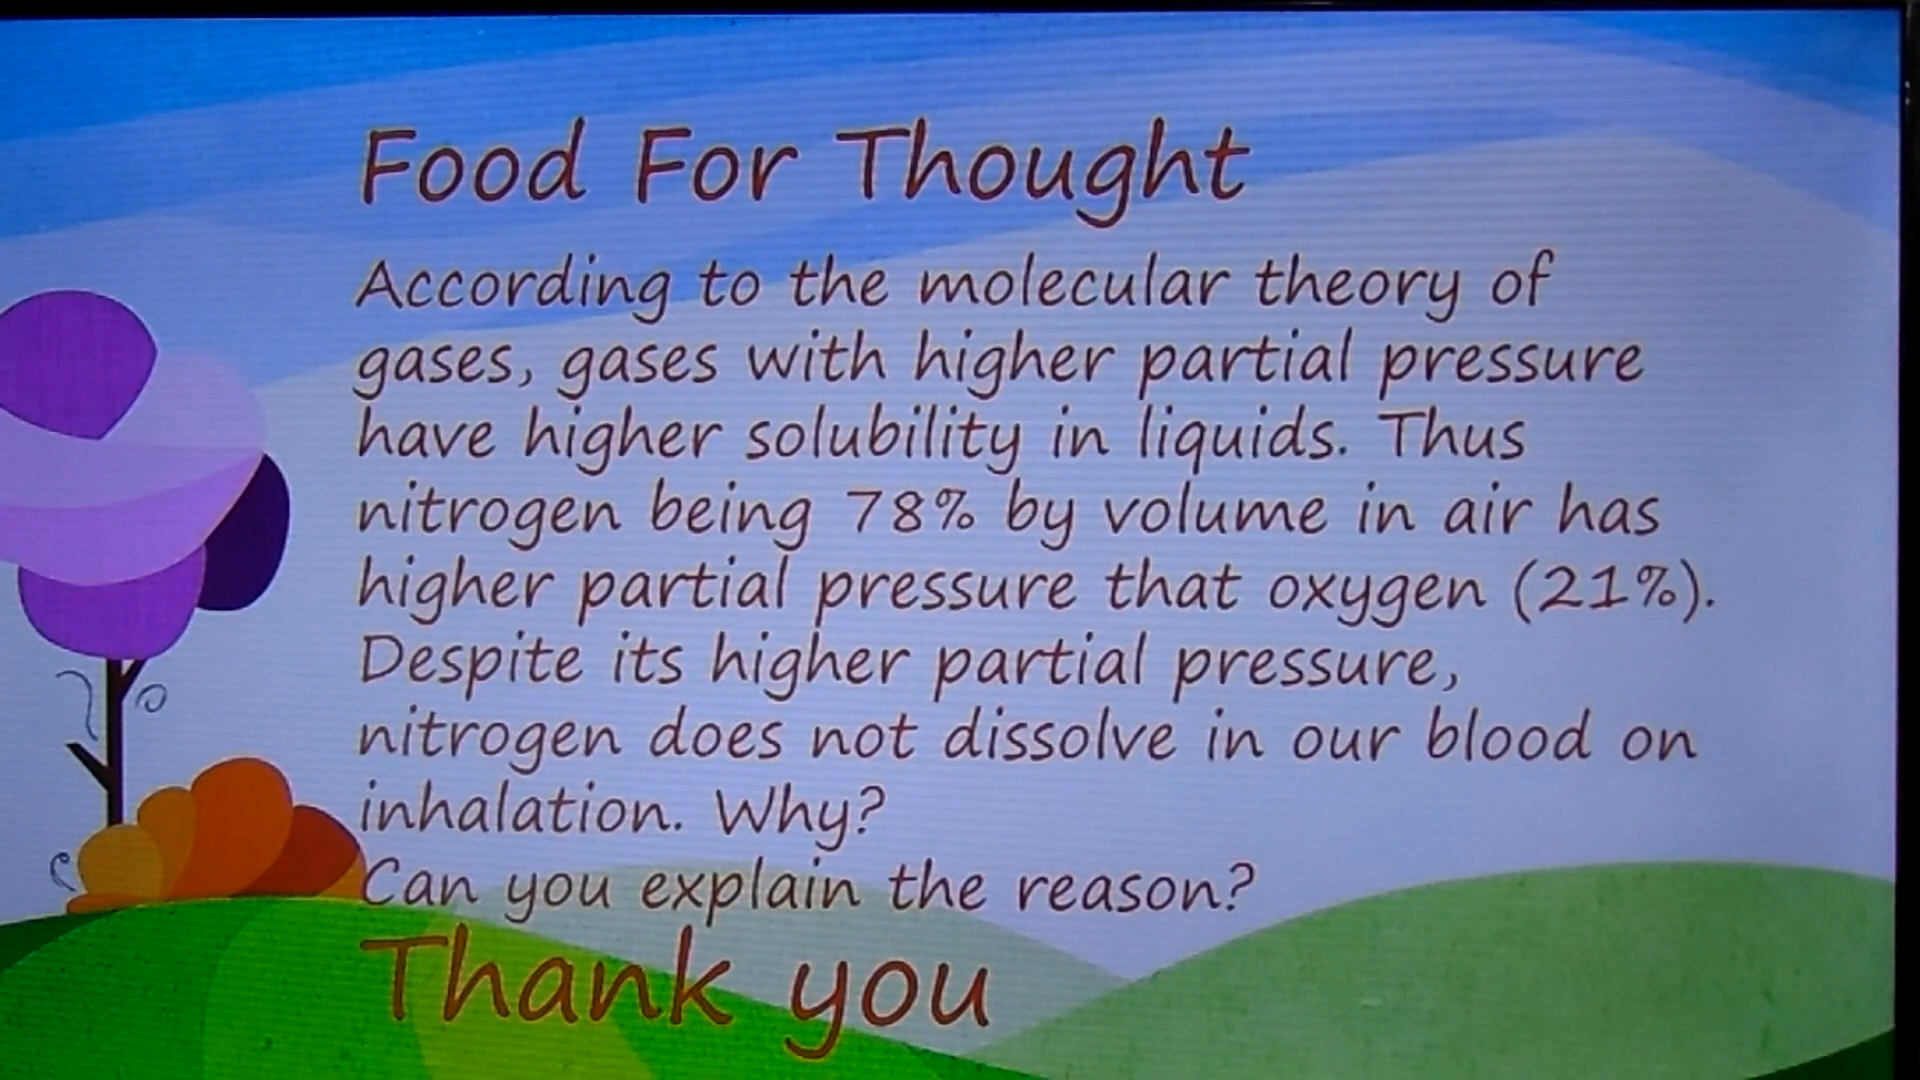 Food For Thought
According to the molecular theory of
gases, gases with higher partial pressure
have higher solubility in liquids. Thus
nitrogen being 78% by volume in air has
higher partial pressure that oxygen (21%).
Despite its higher partial pressure,
nitrogen does not dissolve in our blood on
inhalation. Why?
Can you explain the reason?
Thank you